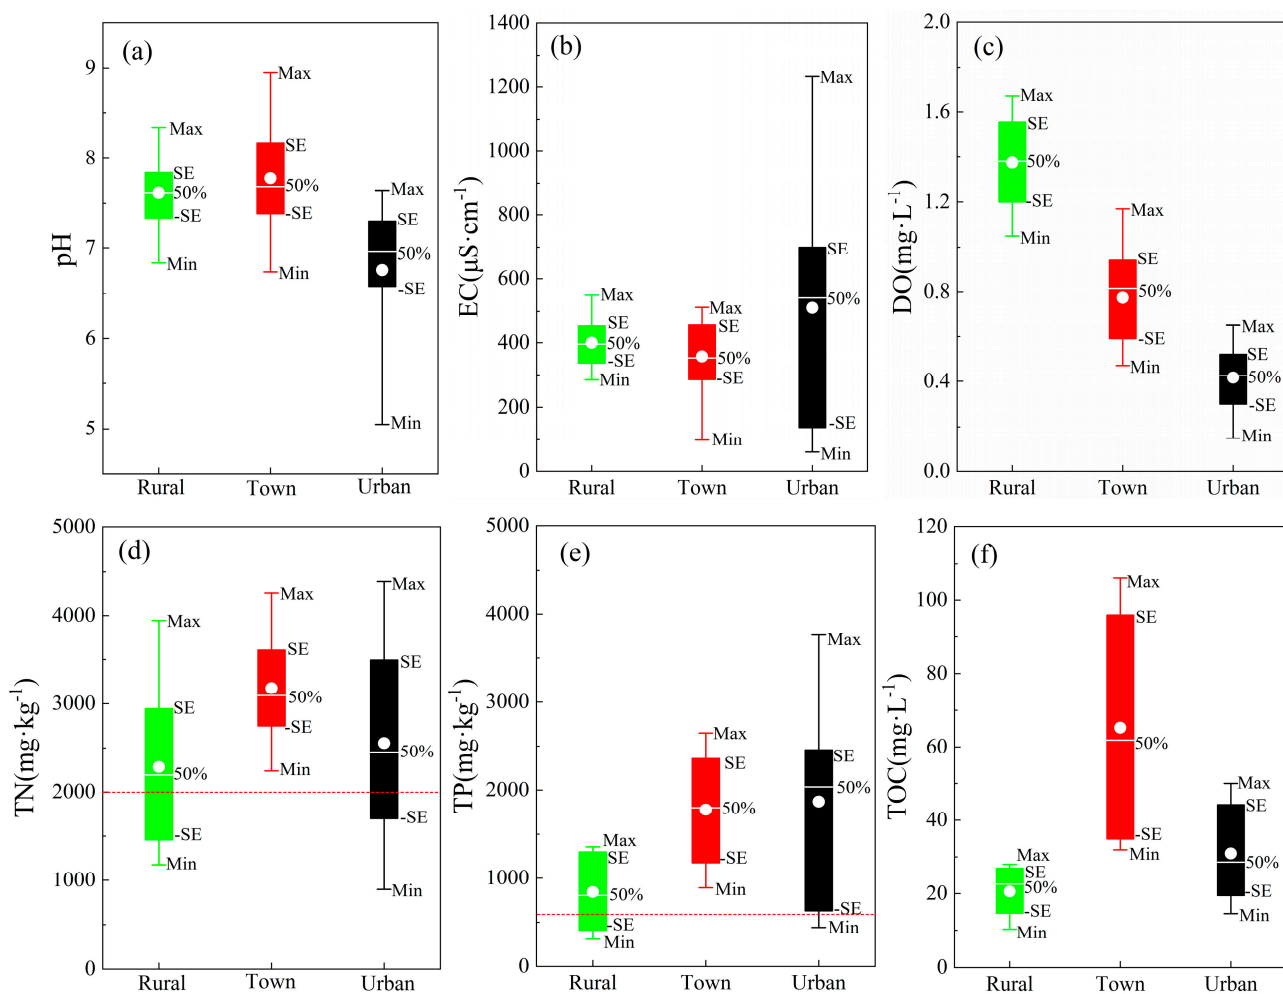 (a)
pH
9
8
7
6
5
Max
SE
50%
-SE
Min
Max
SE
50%
-SE
Min
Max
SE
50%
-SE
Min
Rural
Town
Urban
(b)
EC(μS·cm-1)
1400
1200
1000
800
600
400
200
0
Max
SE
50%
-SE
Min
Max
SE
50%
-SE
Min
Max
SE
50%
-SE
Min
Rural
Town
Urban
(c)
DO(mg·L-1)
2.0
1.6
1.2
0.8
0.4
0.0
Max
SE
50%
-SE
Min
Max
SE
50%
-SE
Min
Max
SE
50%
-SE
Min
Rural
Town
Urban
(d)
TN(mg·kg-1)
5000
4000
3000
2000
1000
0
Max
SE
50%
-SE
Min
Max
SE
50%
-SE
Min
Max
SE
50%
-SE
Min
Rural
Town
Urban
(e)
TP(mg·kg-1)
5000
4000
3000
2000
1000
0
Max
SE
50%
-SE
Min
Max
SE
50%
-SE
Min
Max
SE
50%
-SE
Min
Rural
Town
Urban
(f)
TOC(mg·L-1)
120
100
80
60
40
20
0
Max
SE
50%
-SE
Min
Max
SE
50%
-SE
Min
Max
SE
50%
-SE
Min
Rural
Town
Urban